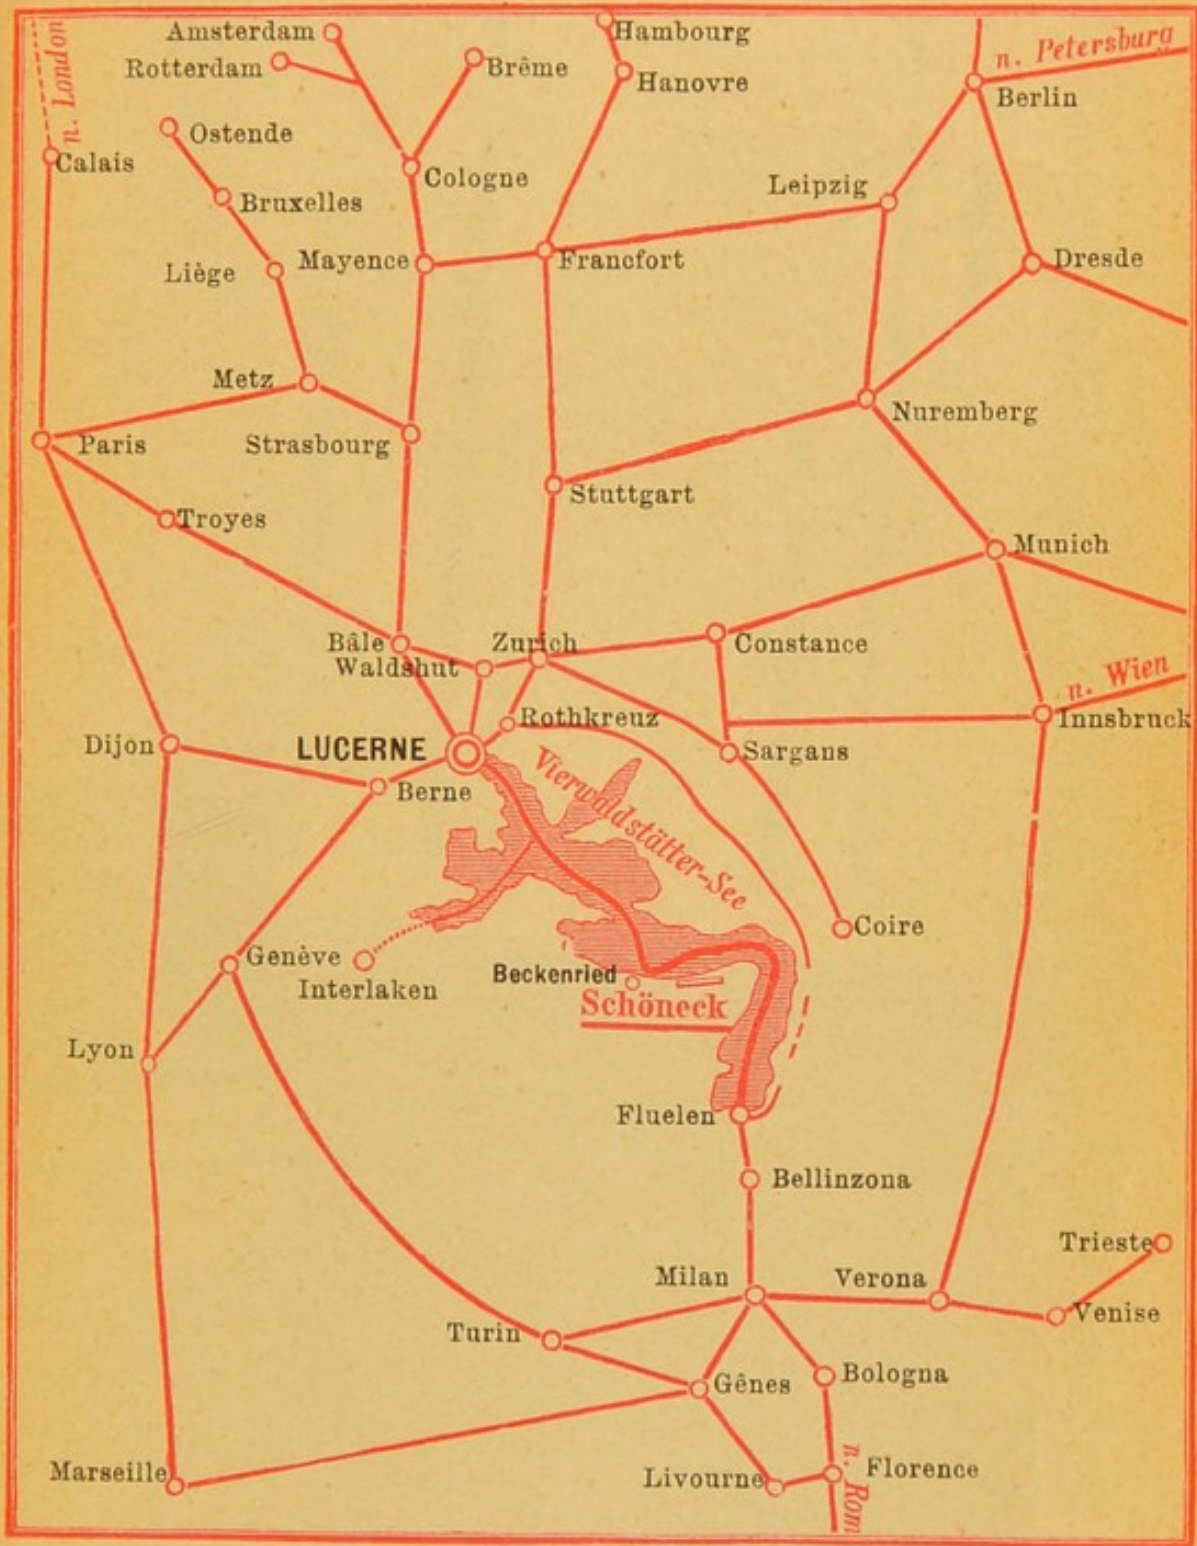 Amsterdam
Hambourg
n. London
n. Petersburg
Rotterdam
Brême
Hanovre
Berlin
Ostende
Calais
Cologne
Leipzig
Bruxelles
Liège
Mayence
Francfort
Dresde
Metz
Nuremberg
Paris
Strasbourg
Stuttgart
Troyes
Munich
Bâle
Zurich
Constance
Waldshut
n. Wien
Rothkreuz
Innsbruck
Dijon
LUCERNE
Sargans
Berne
Vierwaldstätter-See
Coire
Genève
Interlaken
Beckenried
Schöneck
Lyon
Fluelen
Bellinzona
Trieste
Milan
Verona
Venise
Turin
Gênes
Bologna
Marseille
Livourne
Florence
n. Rom